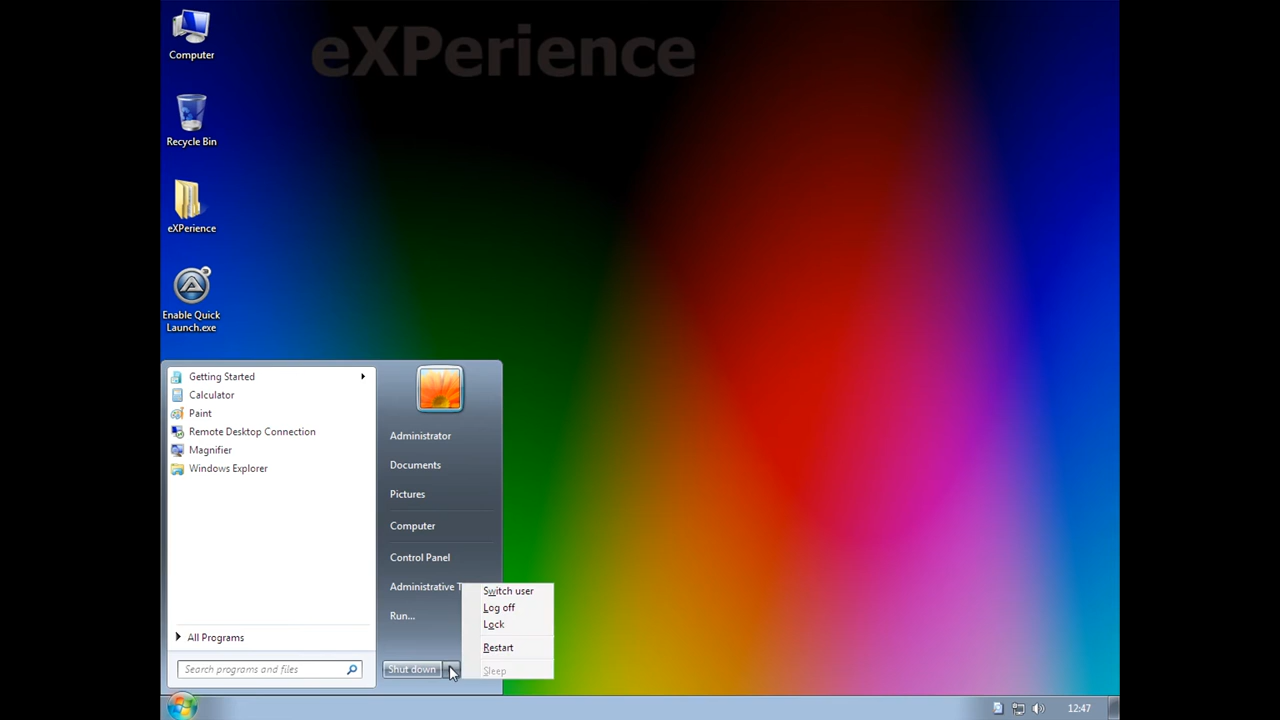 eXPerience
Computer
Recycle Bin
eXPerience
Enable Quick
Launch.exe
Getting Started
Calculator
Paint
Remote Desktop Connection
Magnifier
Windows Explorer
All Programs
Search programs and files
Administrator
Documents
Pictures
Computer
Control Panel
Administrative T
Run...
Shut down
Switch user
Log off
Lock
Restart
Sleep
12:47